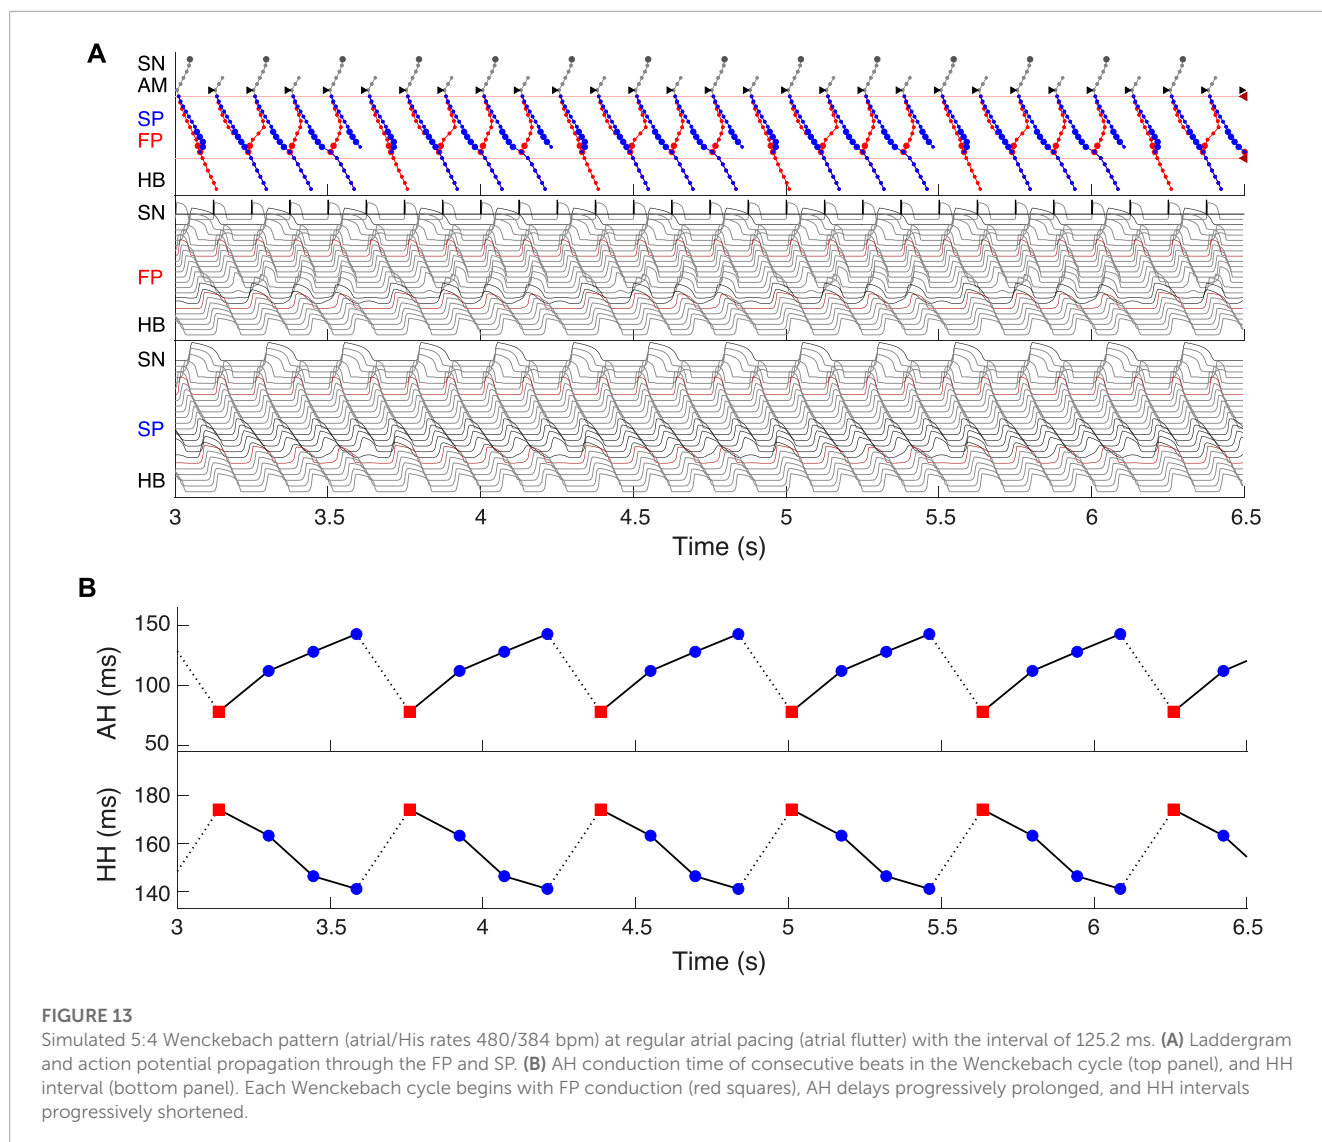 A
SN
AM
SP
FP
HB
SN
FP
HB
SN
SP
HB
3 3.5 4 4.5 5 5.5 6 6.5
Time (s)
B
150
100
50
AH (ms)
180
160
140
HH (ms)
3 3.5 4 4.5 5 5.5 6 6.5
Time (s)
FIGURE 13
Simulated 5:4 Wenckebach pattern (atrial/His rates 480/384 bpm) at regular atrial pacing (atrial flutter) with the interval of 125.2 ms. (A) Laddergram
and action potential propagation through the FP and SP. (B) AH conduction time of consecutive beats in the Wenckebach cycle (top panel), and HH
interval (bottom panel). Each Wenckebach cycle begins with FP conduction (red squares), AH delays progressively prolonged, and HH intervals
progressively shortened.